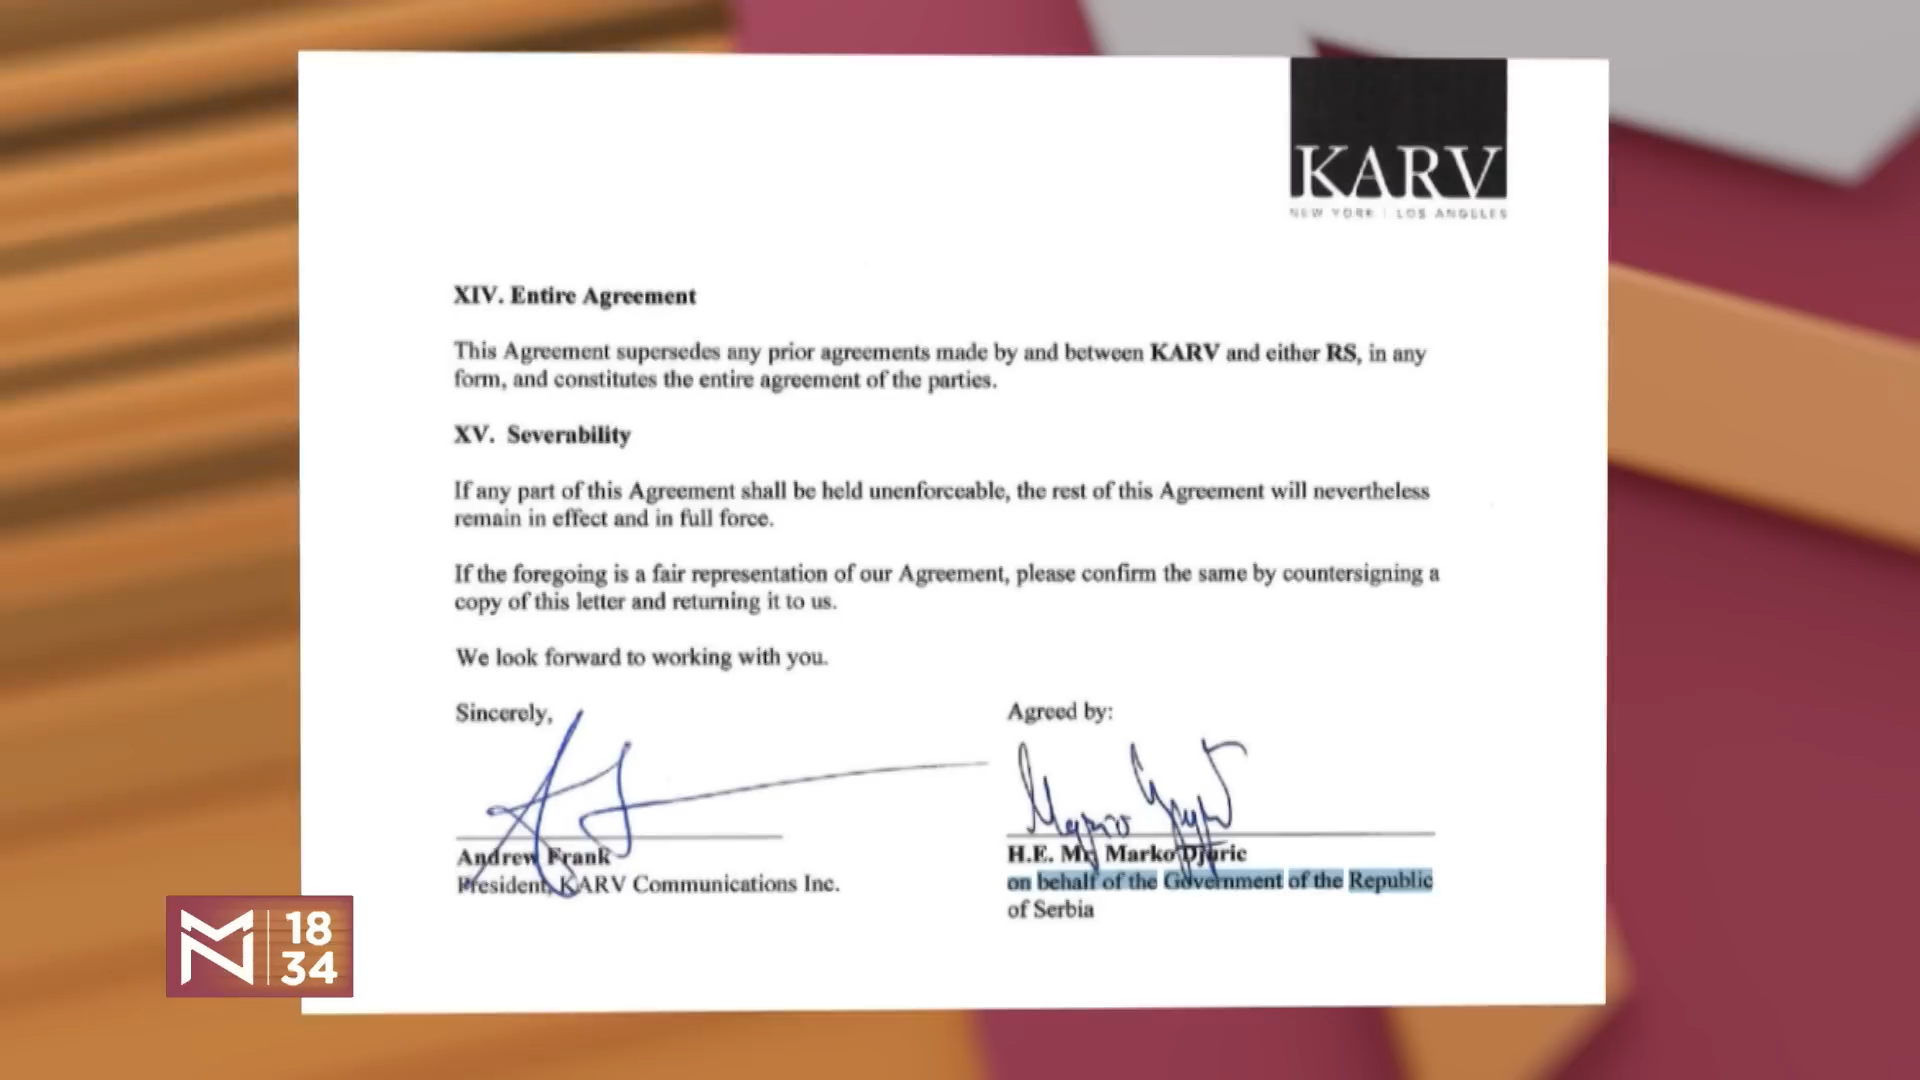 KARV
NEW YORK | LOS ANGELES
XIV. Entire Agreement
This Agreement supersedes any prior agreements made by and between KARV and either RS, in any
form, and constitutes the entire agreement of the parties.
XV. Severability
If any part of this Agreement shall be held unenforceable, the rest of this Agreement will nevertheless
remain in effect and in full force.
If the foregoing is a fair representation of our Agreement, please confirm the same by countersigning a
copy of this letter and returning it to us.
We look forward to working with you.
Sincerely,
Agreed by:
Andrew Frank
President, KARV Communications Inc.
H.E. Mr. Marko Djuric
on behalf of the Government of the Republic
of Serbia
18
34